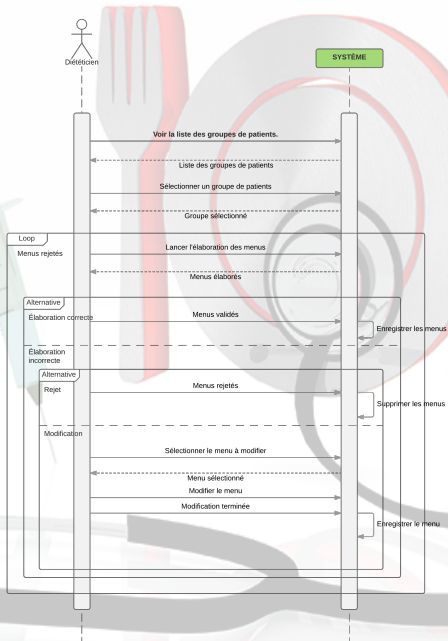 Diététicien
SYSTÈME
Voir la liste des groupes de patients.
Liste des groupes de patients
Sélectionner un groupe de patients
Groupe sélectionné
Loop
Menus rejetés
Lancer l'élaboration des menus
Menus élaborés
Alternative
Élaboration correcte
Menus validés
Enregistrer les menus
Élaboration
incorrecte
Alternative
Rejet
Menus rejetés
Supprimer les menus
Modification
Sélectionner le menu à modifier
Menu sélectionné
Modifier le menu
Modification terminée
Enregistrer le menu